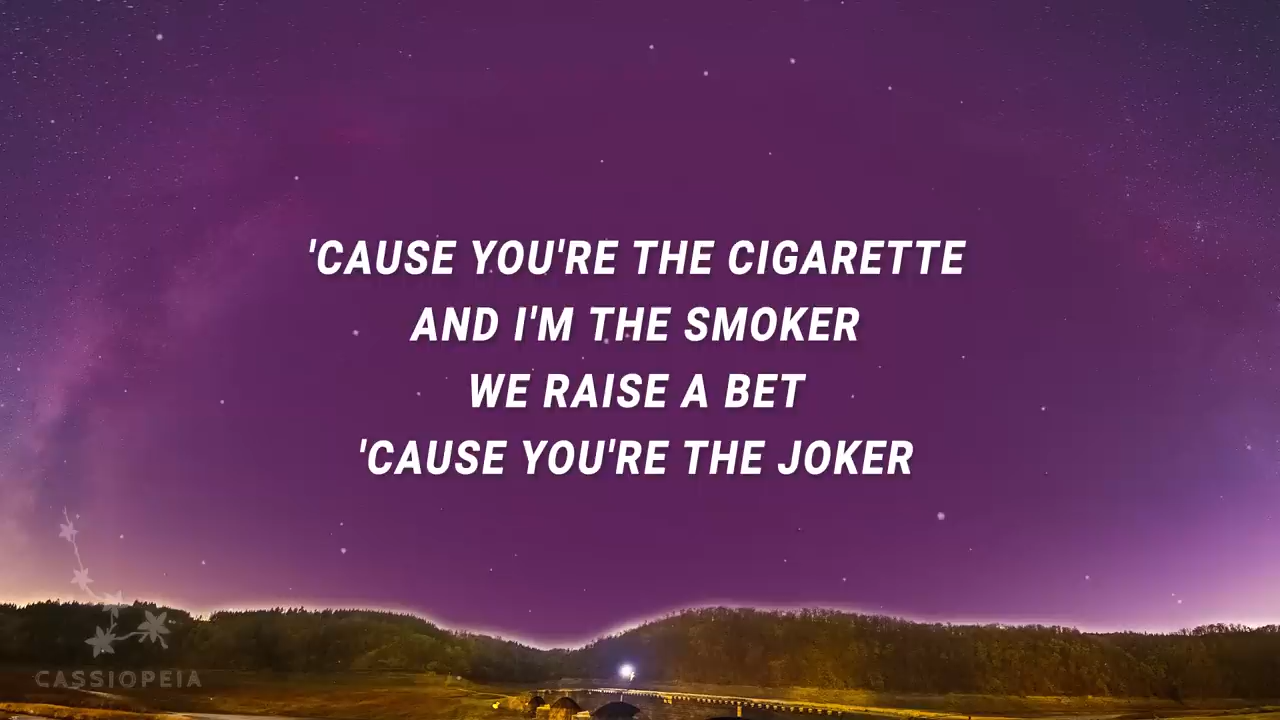 'CAUSE YOU'RE THE CIGARETTE
AND I'M THE SMOKER
WE RAISE A BET
'CAUSE YOU'RE THE JOKER
CASSIOPEIA